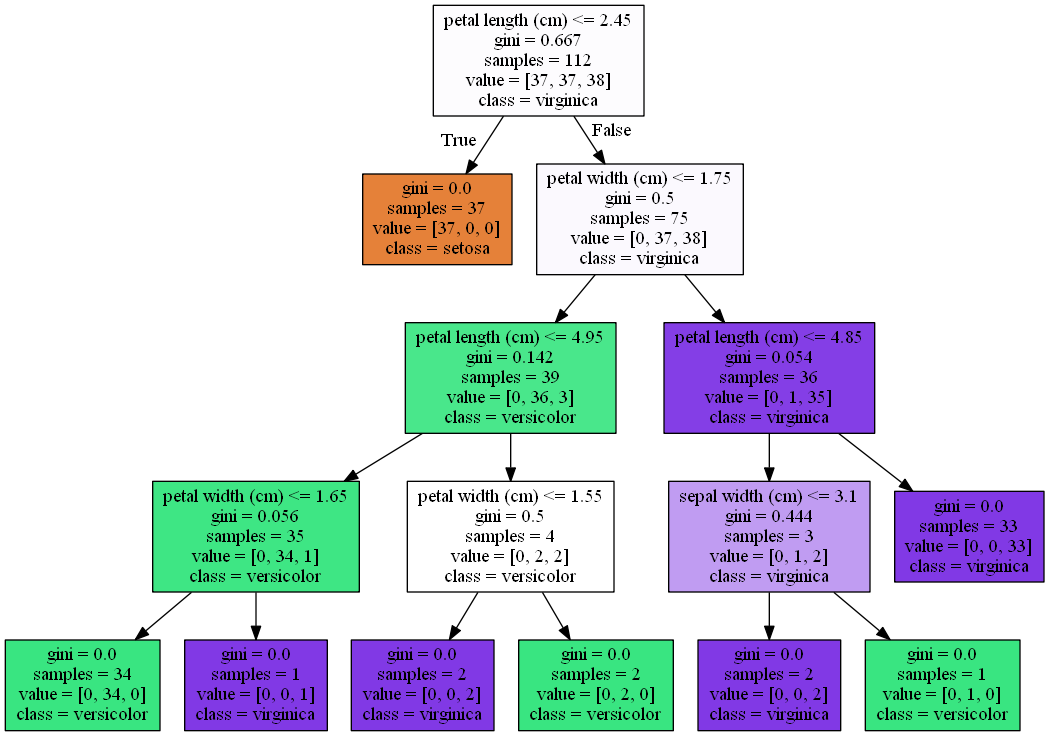 petal length (cm) <= 2.45
gini = 0.667
samples = 112
value = [37, 37, 38]
class = virginica
True
False
gini = 0.0
samples = 37
value = [37, 0, 0]
class = setosa
petal width (cm) <= 1.75
gini = 0.5
samples = 75
value = [0, 37, 38]
class = virginica
petal length (cm) <= 4.95
gini = 0.142
samples = 39
value = [0, 36, 3]
class = versicolor
petal length (cm) <= 4.85
gini = 0.054
samples = 36
value = [0, 1, 35]
class = virginica
petal width (cm) <= 1.65
gini = 0.056
samples = 35
value = [0, 34, 1]
class = versicolor
petal width (cm) <= 1.55
gini = 0.5
samples = 4
value = [0, 2, 2]
class = versicolor
sepal width (cm) <= 3.1
gini = 0.444
samples = 3
value = [0, 1, 2]
class = virginica
gini = 0.0
samples = 33
value = [0, 0, 33]
class = virginica
gini = 0.0
samples = 34
value = [0, 34, 0]
class = versicolor
gini = 0.0
samples = 1
value = [0, 0, 1]
class = virginica
gini = 0.0
samples = 2
value = [0, 0, 2]
class = virginica
gini = 0.0
samples = 2
value = [0, 2, 0]
class = versicolor
gini = 0.0
samples = 2
value = [0, 0, 2]
class = virginica
gini = 0.0
samples = 1
value = [0, 1, 0]
class = versicolor